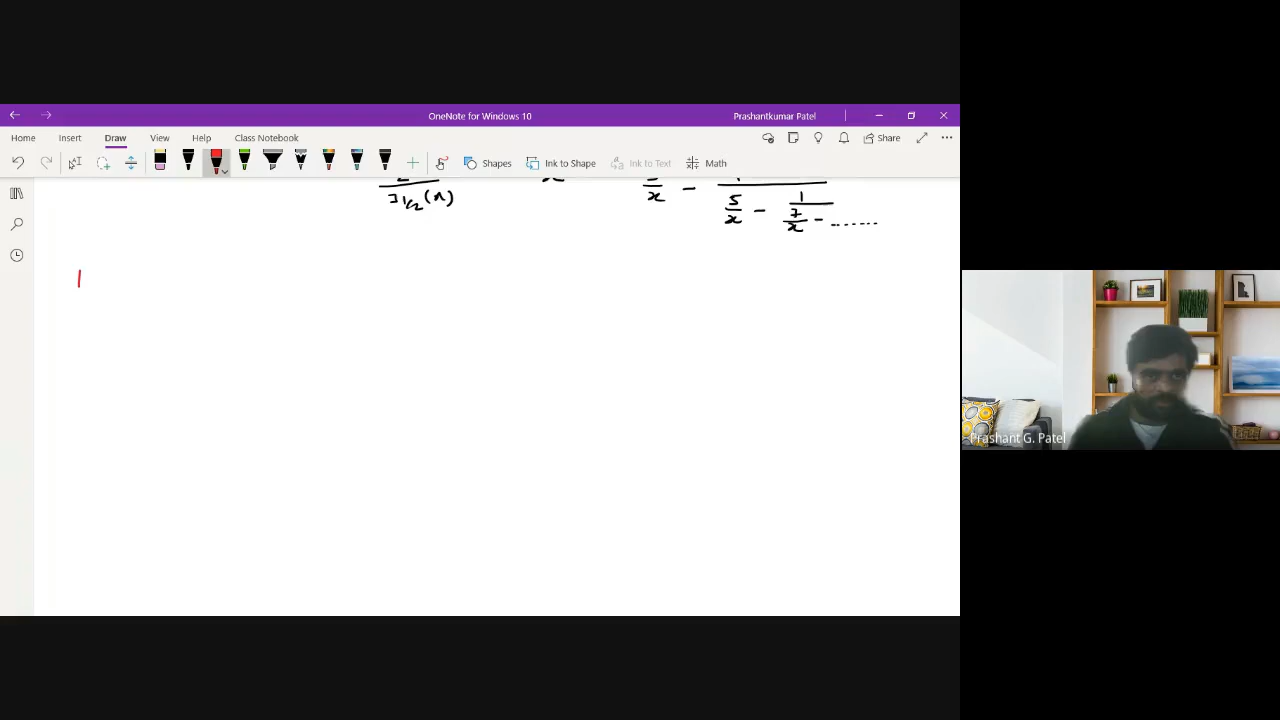 OneNote for Windows 10
Prashantkumar Patel
Home Insert Draw View Help Class Notebook
Share
Shapes Ink to Shape Ink to Text Math
J1/2(x)
x - 1
5/x - 1
7/x - .......
Prashant G. Patel